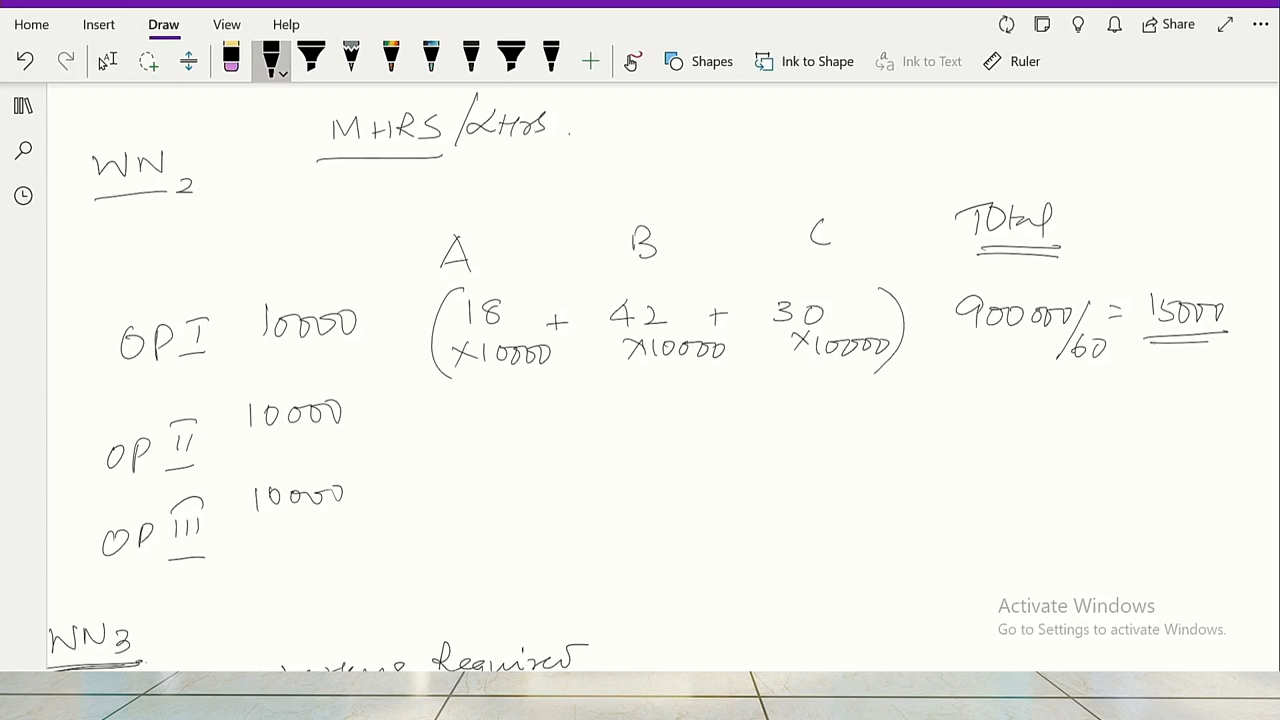 Home Insert Draw View Help Share
Shapes Ink to Shape Ink to Text Ruler
MHRS/LHrs.
WN2
A B C Total
OP I 10000 (18 + 42 + 30) 900000/60 = 15000
×10000 ×10000 ×10000
OP II 10000
OP III 10000
Activate Windows
Go to Settings to activate Windows.
WN3
Required